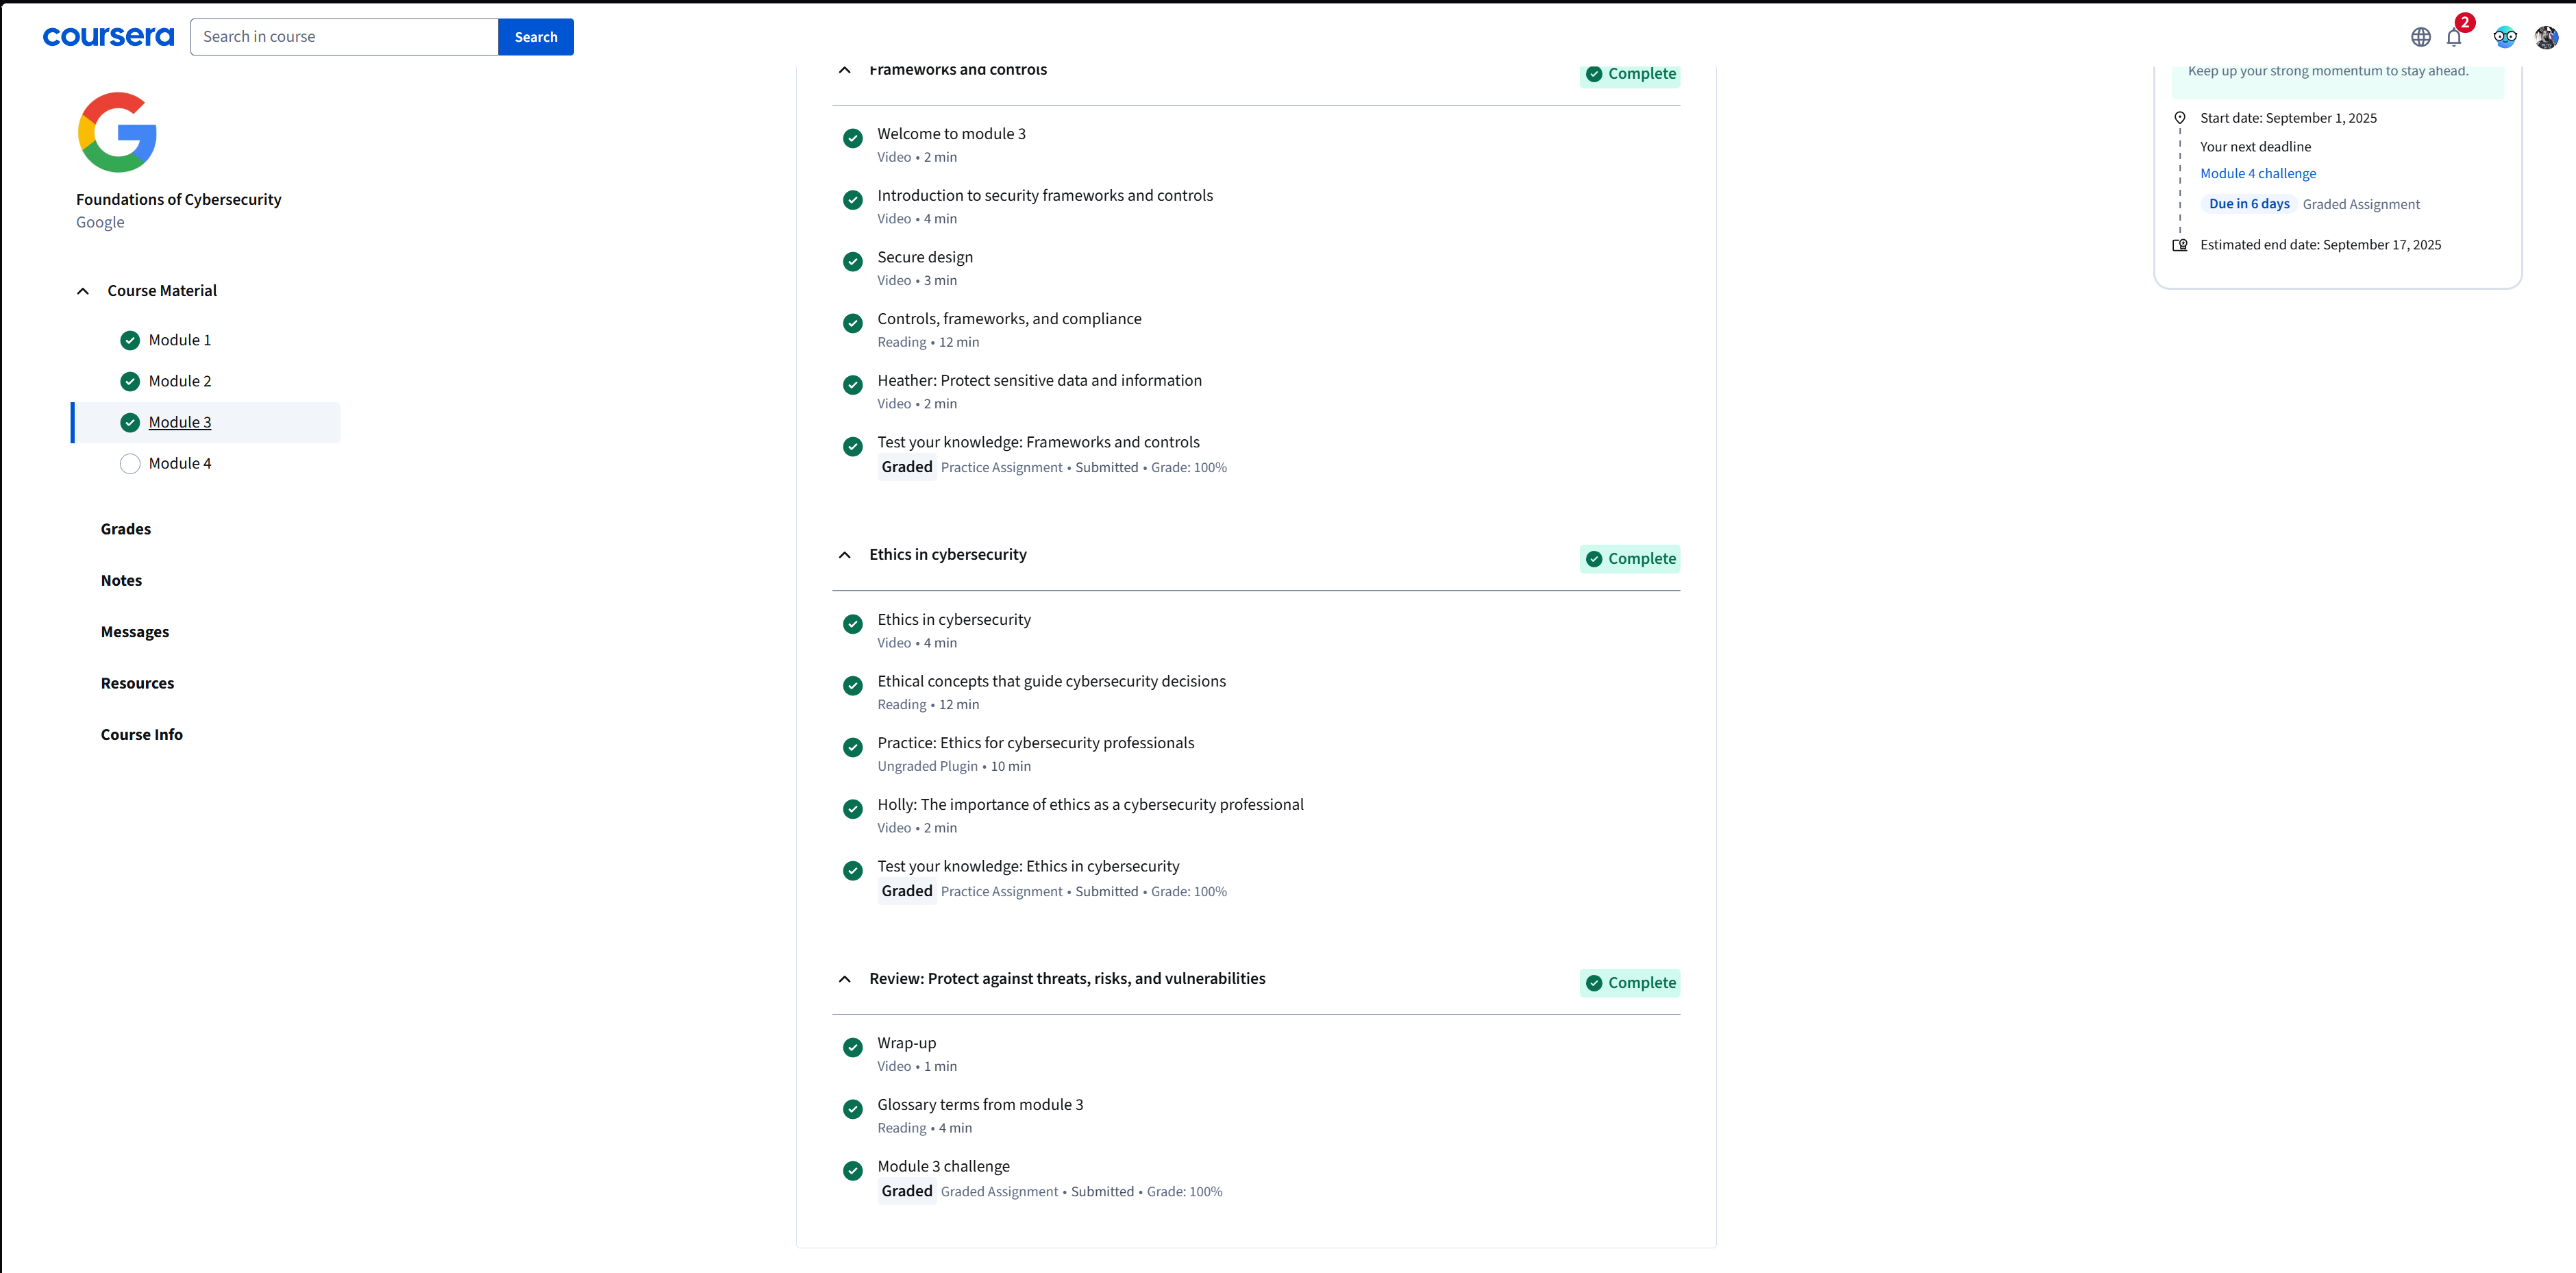 coursera
Search in course
Search
2
Foundations of Cybersecurity
Google
Course Material
Module 1
Module 2
Module 3
Module 4
Grades
Notes
Messages
Resources
Course Info
Frameworks and controls
Complete
Welcome to module 3
Video • 2 min
Introduction to security frameworks and controls
Video • 4 min
Secure design
Video • 3 min
Controls, frameworks, and compliance
Reading • 12 min
Heather: Protect sensitive data and information
Video • 2 min
Test your knowledge: Frameworks and controls
Graded Practice Assignment • Submitted • Grade: 100%
Ethics in cybersecurity
Complete
Ethics in cybersecurity
Video • 4 min
Ethical concepts that guide cybersecurity decisions
Reading • 12 min
Practice: Ethics for cybersecurity professionals
Ungraded Plugin • 10 min
Holly: The importance of ethics as a cybersecurity professional
Video • 2 min
Test your knowledge: Ethics in cybersecurity
Graded Practice Assignment • Submitted • Grade: 100%
Review: Protect against threats, risks, and vulnerabilities
Complete
Wrap-up
Video • 1 min
Glossary terms from module 3
Reading • 4 min
Module 3 challenge
Graded Graded Assignment • Submitted • Grade: 100%
Keep up your strong momentum to stay ahead.
Start date: September 1, 2025
Your next deadline
Module 4 challenge
Due in 6 days Graded Assignment
Estimated end date: September 17, 2025